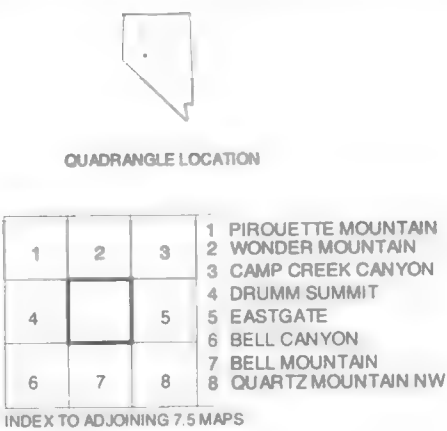 QUADRANGLE LOCATION
1 2 3
4 5
6 7 8
1 PIROUETTE MOUNTAIN
2 WONDER MOUNTAIN
3 CAMP CREEK CANYON
4 DRUMM SUMMIT
5 EASTGATE
6 BELL CANYON
7 BELL MOUNTAIN
8 QUARTZ MOUNTAIN NW
INDEX TO ADJOINING 7.5 MAPS